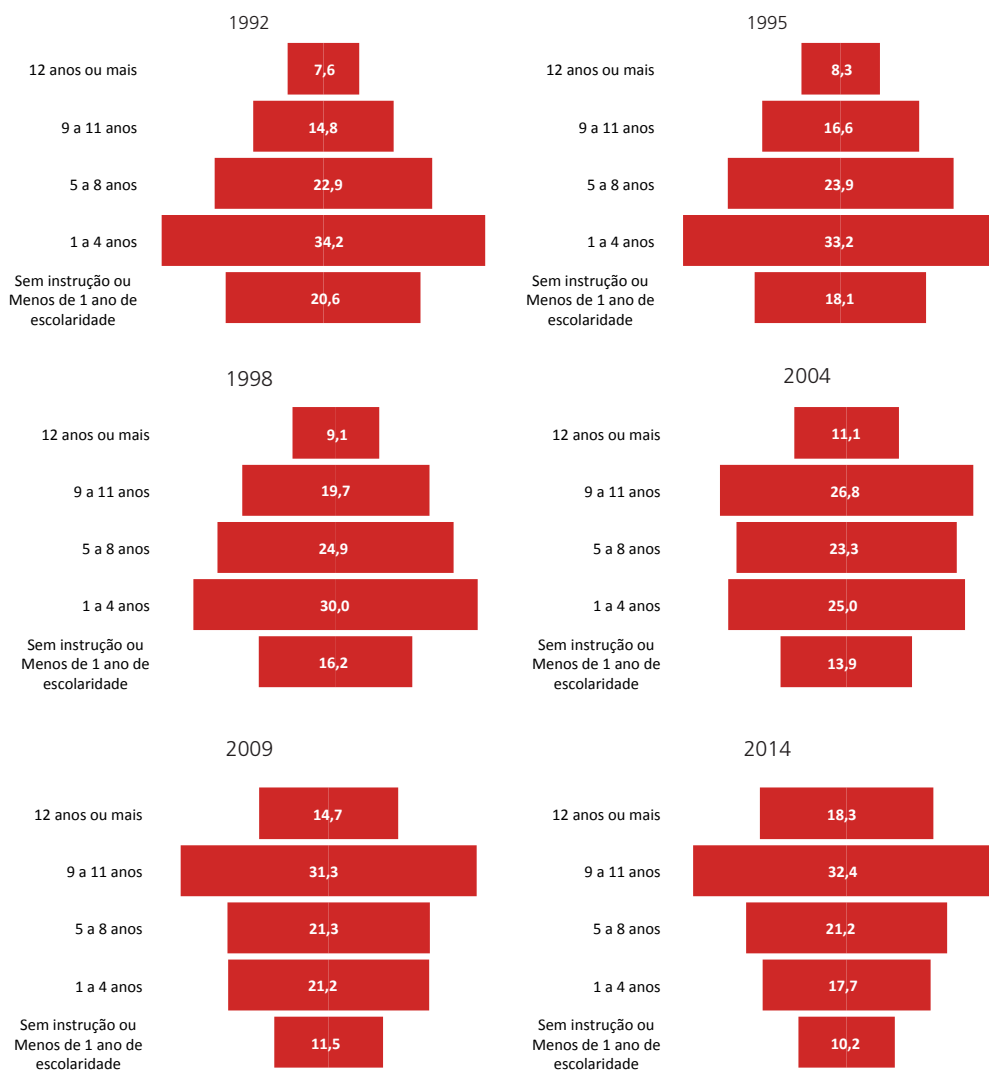 1992
12 anos ou mais
7,6
9 a 11 anos
14,8
5 a 8 anos
22,9
1 a 4 anos
34,2
Sem instrução ou
Menos de 1 ano de
escolaridade
20,6
1995
12 anos ou mais
8,3
9 a 11 anos
16,6
5 a 8 anos
23,9
1 a 4 anos
33,2
Sem instrução ou
Menos de 1 ano de
escolaridade
18,1
1998
12 anos ou mais
9,1
9 a 11 anos
19,7
5 a 8 anos
24,9
1 a 4 anos
30,0
Sem instrução ou
Menos de 1 ano de
escolaridade
16,2
2004
12 anos ou mais
11,1
9 a 11 anos
26,8
5 a 8 anos
23,3
1 a 4 anos
25,0
Sem instrução ou
Menos de 1 ano de
escolaridade
13,9
2009
12 anos ou mais
14,7
9 a 11 anos
31,3
5 a 8 anos
21,3
1 a 4 anos
21,2
Sem instrução ou
Menos de 1 ano de
escolaridade
11,5
2014
12 anos ou mais
18,3
9 a 11 anos
32,4
5 a 8 anos
21,2
1 a 4 anos
17,7
Sem instrução ou
Menos de 1 ano de
escolaridade
10,2